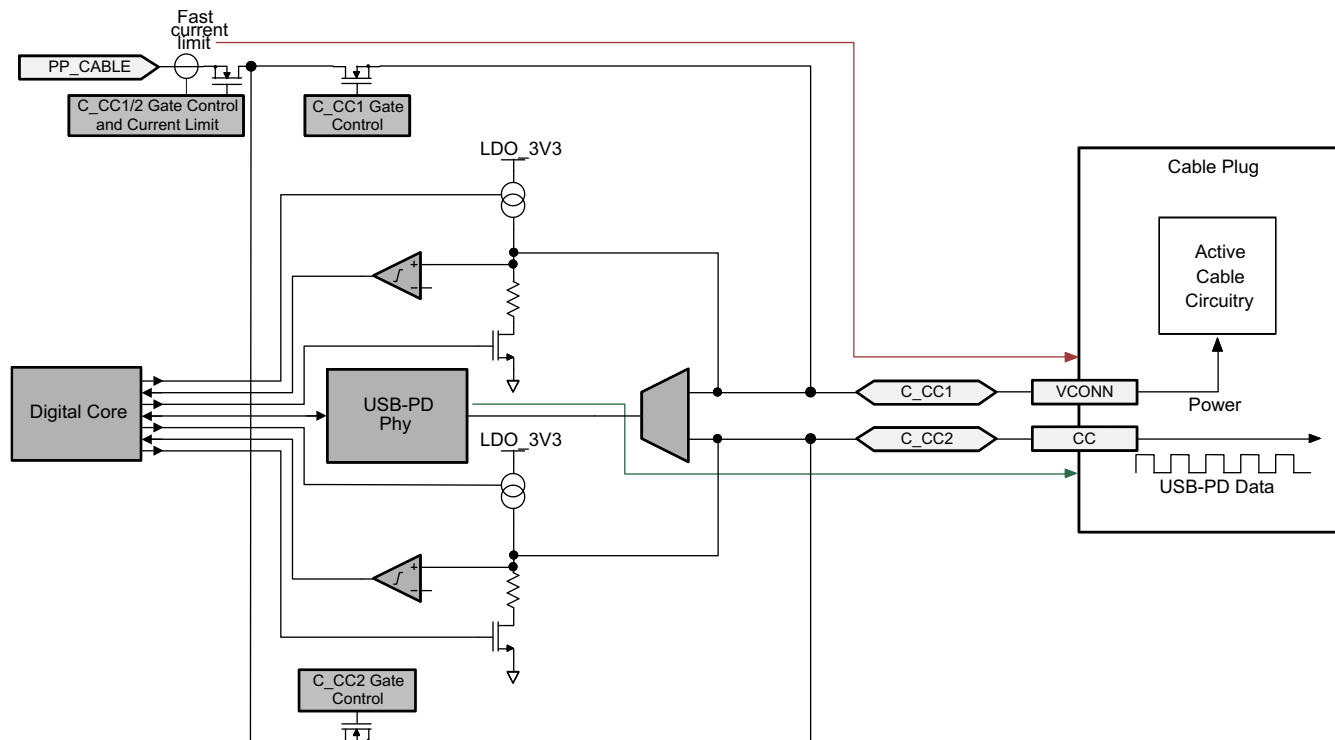 Fast
current
limit
PP_CABLE
C_CC1/2 Gate Control
and Current Limit
C_CC1 Gate
Control
LDO_3V3
Cable Plug
Active
Cable
Circuitry
+
−
Digital Core
USB-PD
Phy
C_CC1
VCONN
Power
LDO_3V3
C_CC2
CC
USB-PD Data
+
−
C_CC2 Gate
Control